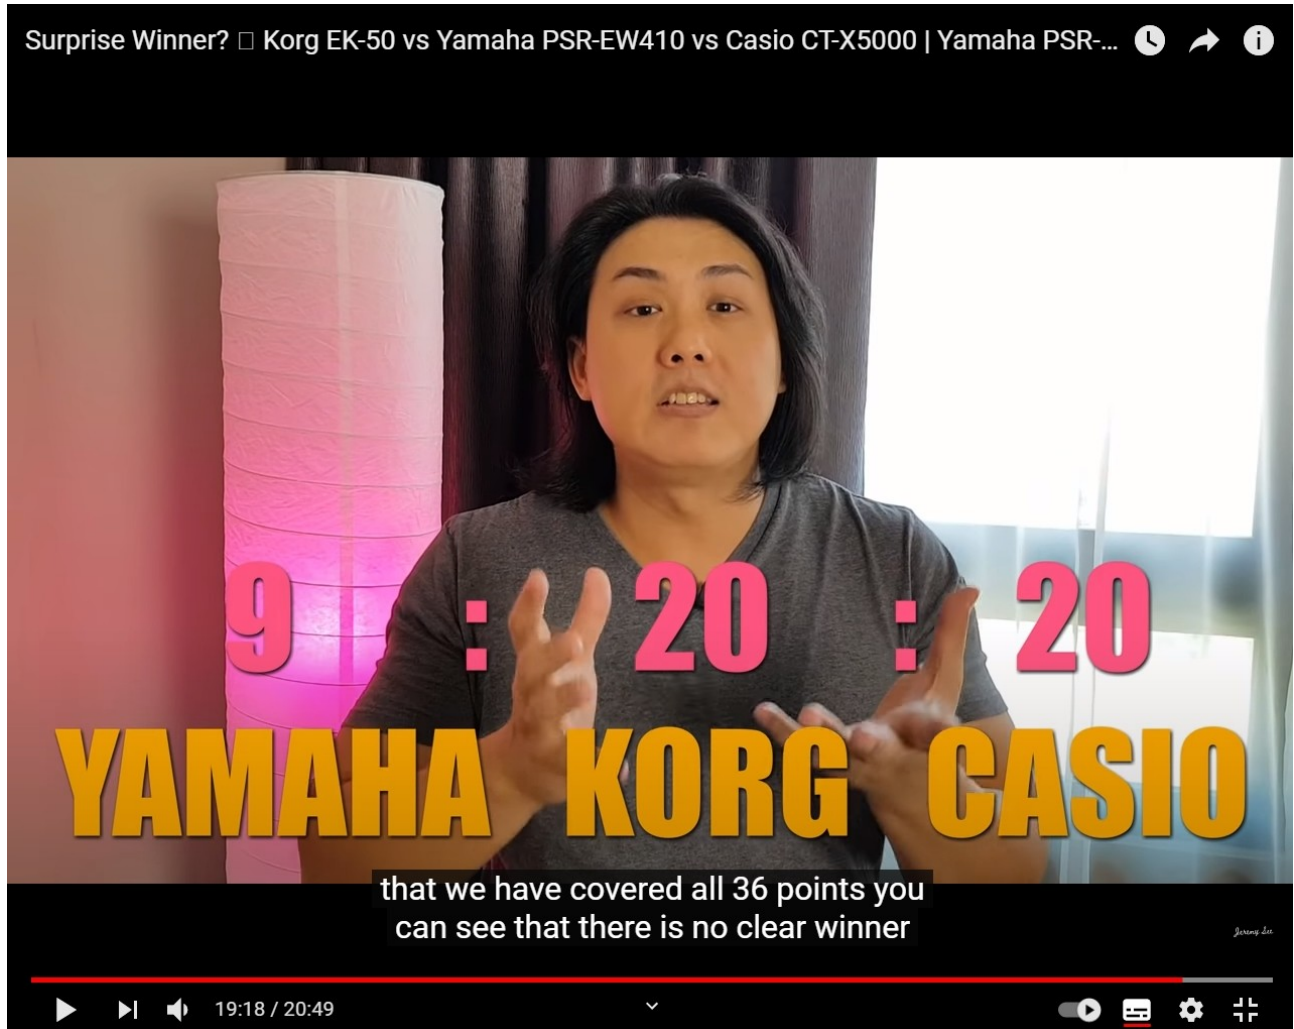 Surprise Winner? □ Korg EK-50 vs Yamaha PSR-EW410 vs Casio CT-X5000 | Yamaha PSR-...
9 : 20 : 20
YAMAHA KORG CASIO
that we have covered all 36 points you
can see that there is no clear winner
Jeremy See
19:18 / 20:49